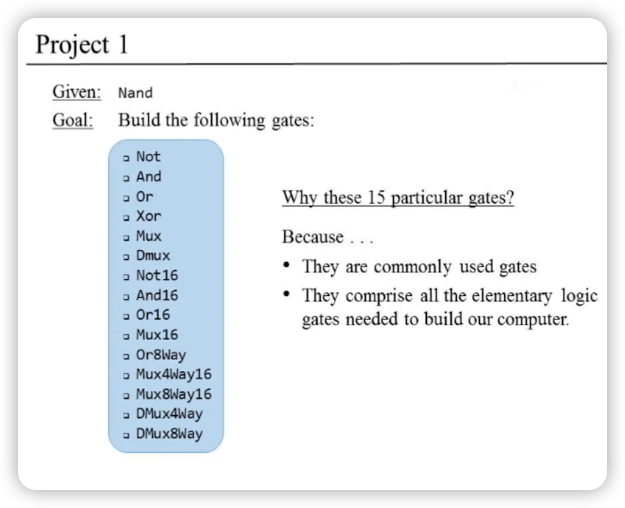 Project 1
Given: Nand
Goal: Build the following gates:
Not
And
Or
Xor
Mux
Dmux
Not16
And16
Or16
Mux16
Or8Way
Mux4Way16
Mux8Way16
DMux4Way
DMux8Way
Why these 15 particular gates?
Because . . .
• They are commonly used gates
• They comprise all the elementary logic
gates needed to build our computer.